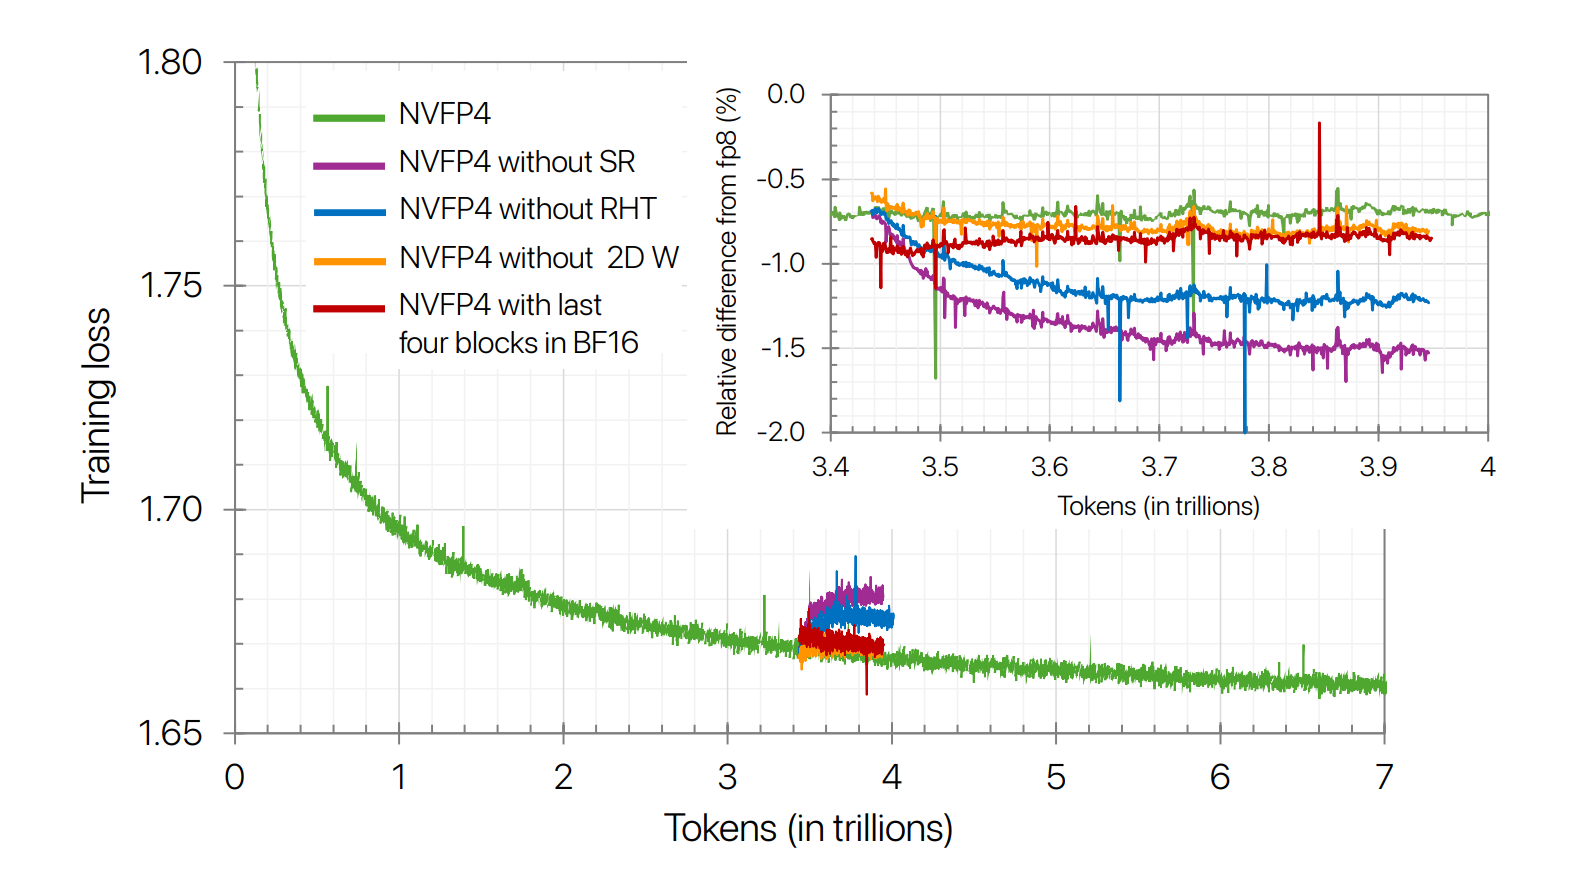 1.80
1.75
1.70
1.65
Training loss
NVFP4
NVFP4 without SR
NVFP4 without RHT
NVFP4 without 2D W
NVFP4 with last
four blocks in BF16
0
1
2
3
4
5
6
7
Tokens (in trillions)
Relative difference from fp8 (%)
0.0
-0.5
-1.0
-1.5
-2.0
3.4
3.5
3.6
3.7
3.8
3.9
4
Tokens (in trillions)